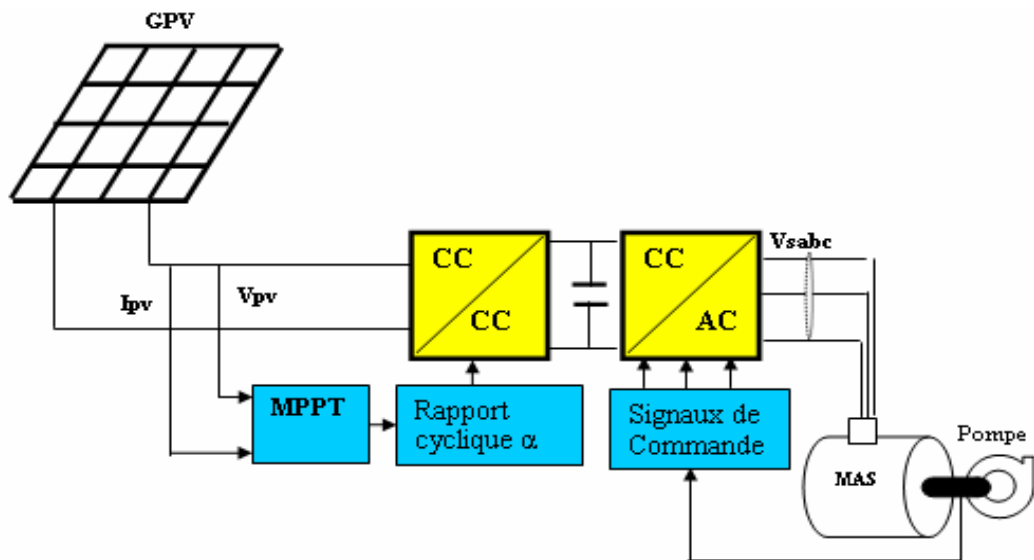 GPV
CC
CC
CC
AC
Vsabc
Ipv
Vpv
MPPT
Rapport
cyclique α
Signaux de
Commande
MAS
Pompe